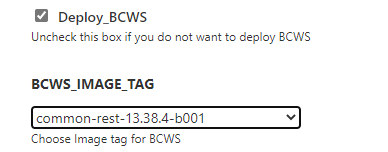 Deploy_BCWS
Uncheck this box if you do not want to deploy BCWS
BCWS_IMAGE_TAG
common-rest-13.38.4-b001
Choose Image tag for BCWS